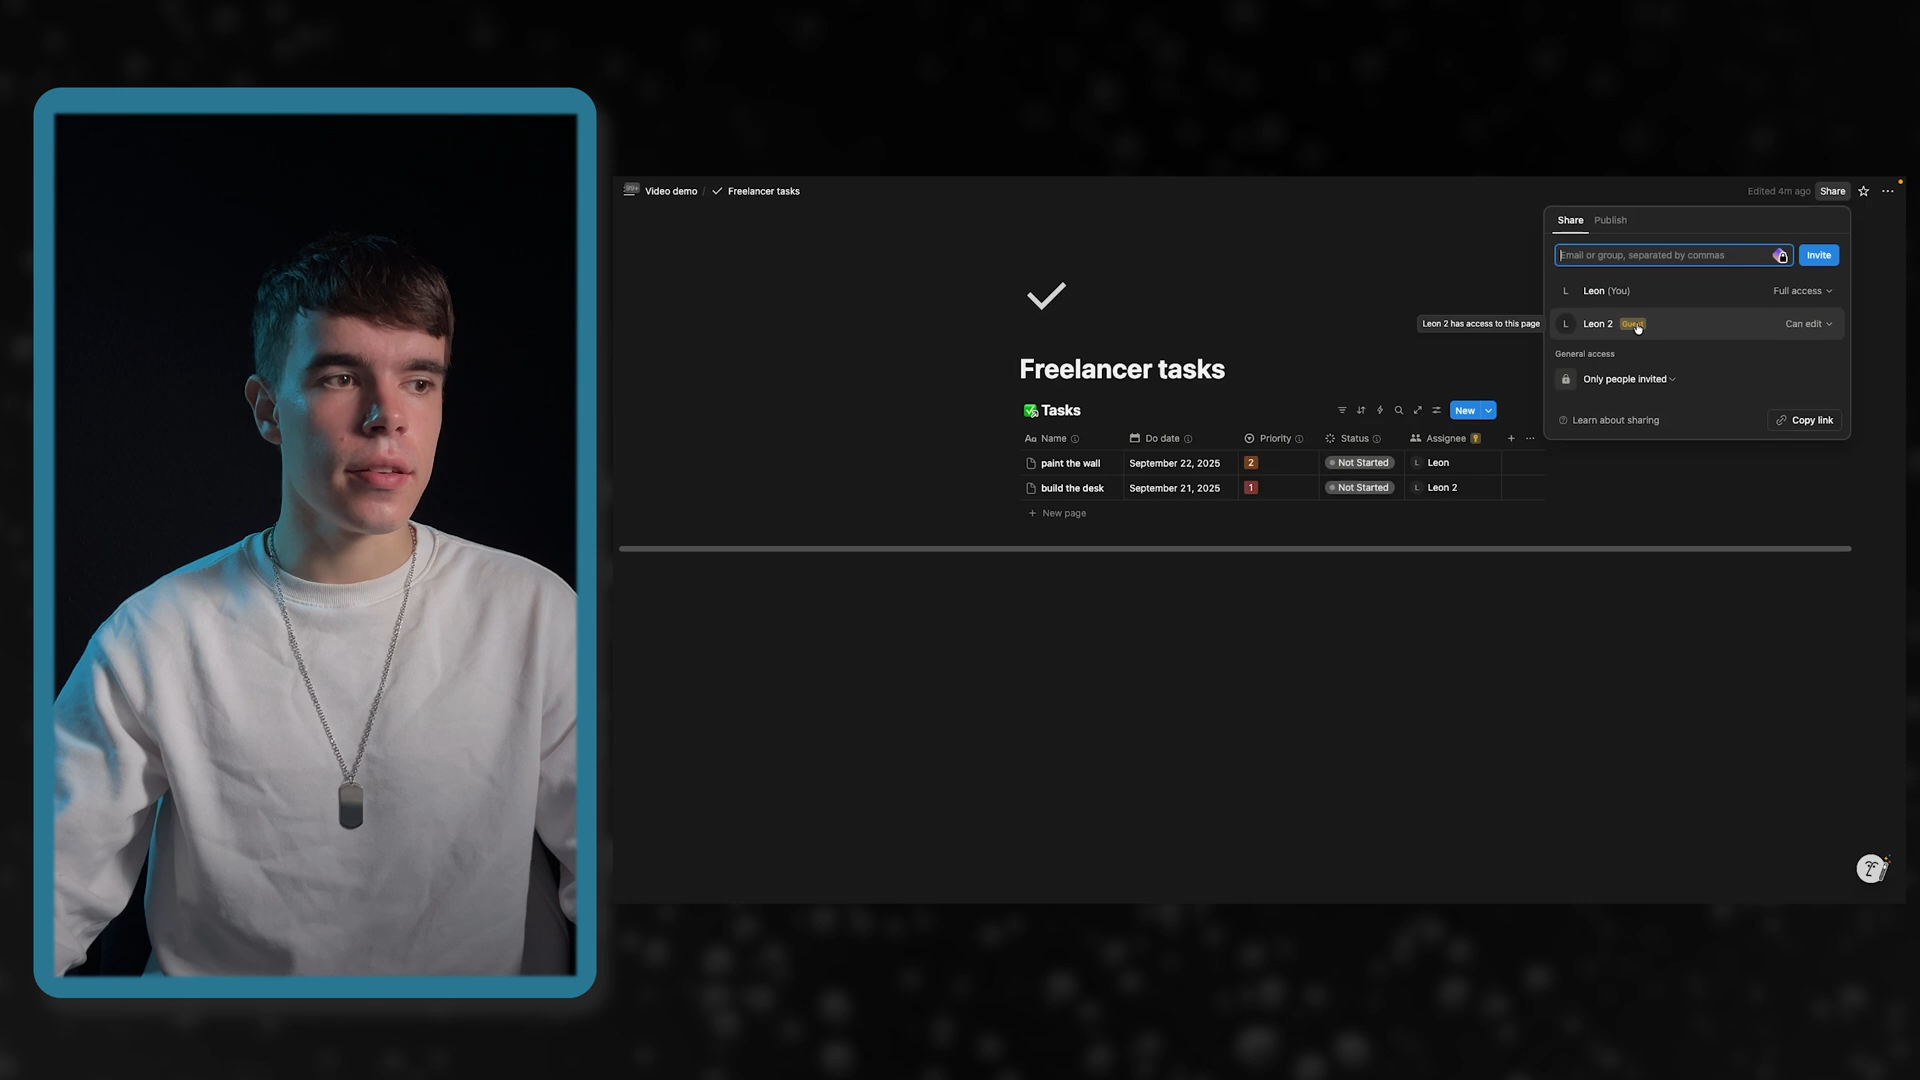 99+ Video demo / Freelancer tasks
Edited 4m ago Share
Share Publish
Email or group, separated by commas Invite
L Leon (You) Full access
Leon 2 has access to this page
L Leon 2 Guest Can edit
General access
Only people invited
Learn about sharing Copy link
Freelancer tasks
Tasks New
Aa Name Do date Priority Status Assignee
paint the wall September 22, 2025 2 Not Started L Leon
build the desk September 21, 2025 1 Not Started L Leon 2
+ New page